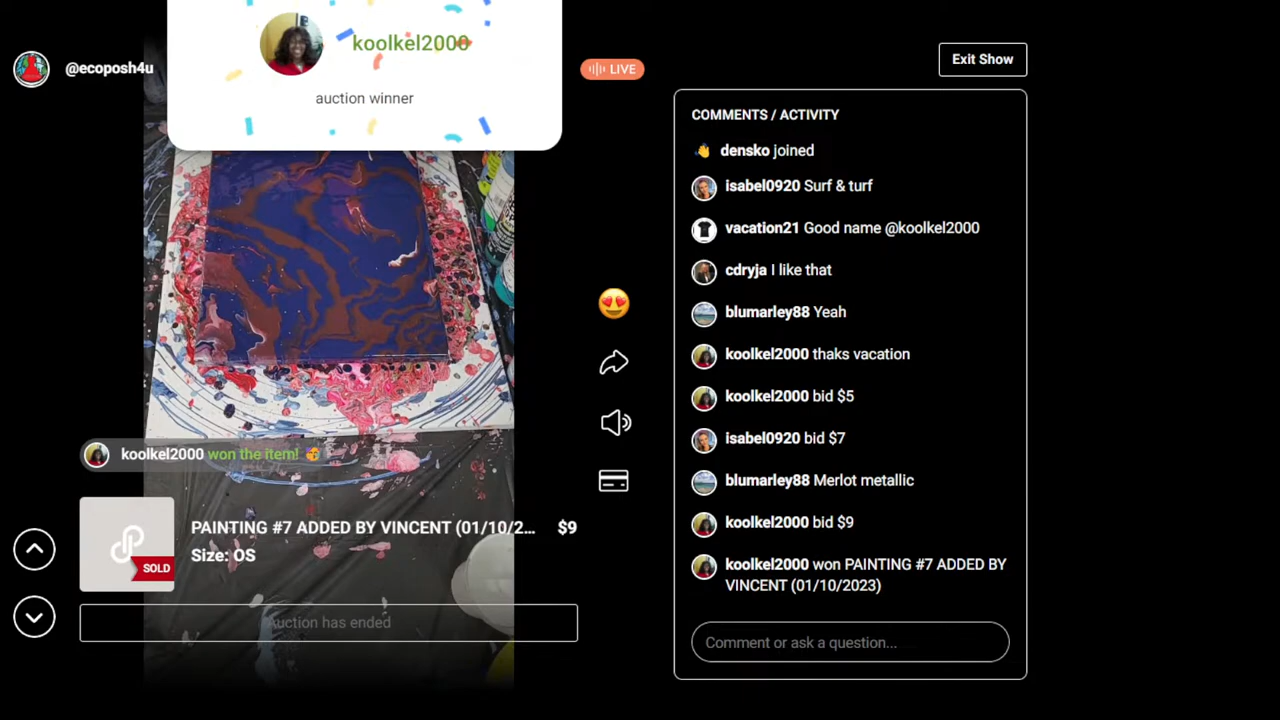 koolkel2000
auction winner
@ecoposh4u
LIVE
Exit Show
koolkel2000 won the item!
SOLD
PAINTING #7 ADDED BY VINCENT (01/10/2... $9
Size: OS
Auction has ended
COMMENTS / ACTIVITY
densko joined
isabel0920 Surf & turf
vacation21 Good name @koolkel2000
cdryja I like that
blumarley88 Yeah
koolkel2000 thaks vacation
koolkel2000 bid $5
isabel0920 bid $7
blumarley88 Merlot metallic
koolkel2000 bid $9
koolkel2000 won PAINTING #7 ADDED BY
VINCENT (01/10/2023)
Comment or ask a question...